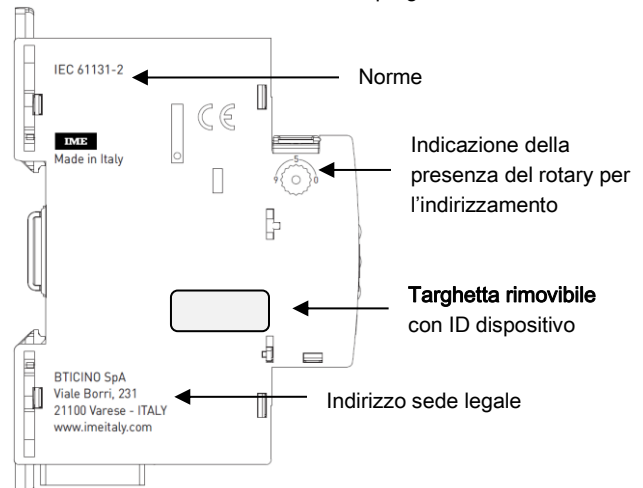 IEC 61131-2
Norme
IME
Made in Italy
CE
Indicazione della
presenza del rotary per
l'indirizzamento
5
9
0
Targhetta rimovibile
con ID dispositivo
BTICINO SpA
Viale Borri, 231
21100 Varese - ITALY
www.imeitaly.com
Indirizzo sede legale